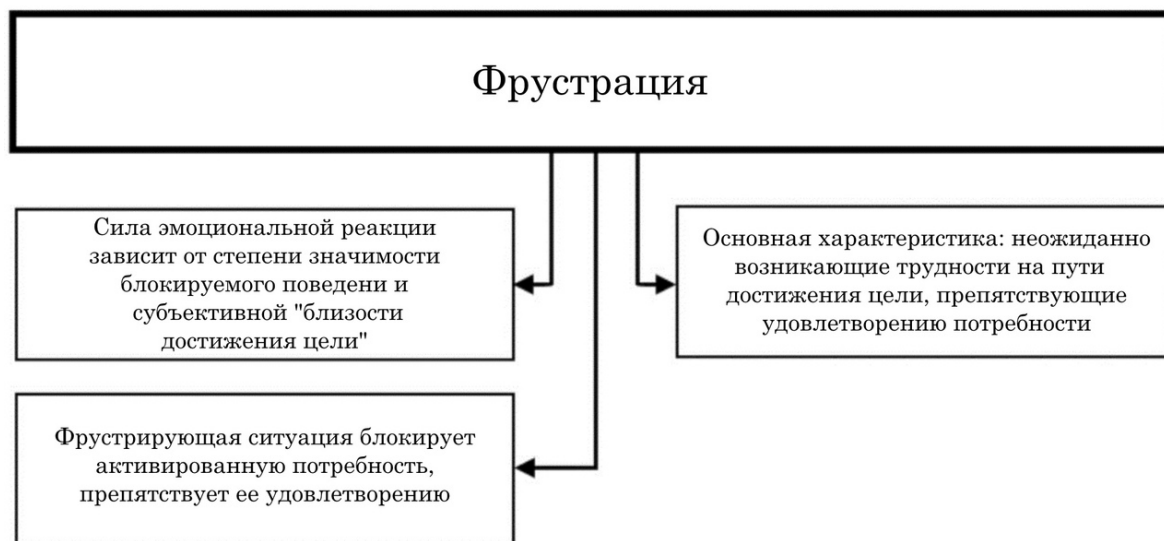 Фрустрация
Сила эмоциональной реакции
зависит от степени значимости
блокируемого поведени и
субъективной "близости
достижения цели"
Основная характеристика: неожиданно
возникающие трудности на пути
достижения цели, препятствующие
удовлетворению потребности
Фрустрирующая ситуация блокирует
активированную потребность,
препятствует ее удовлетворению